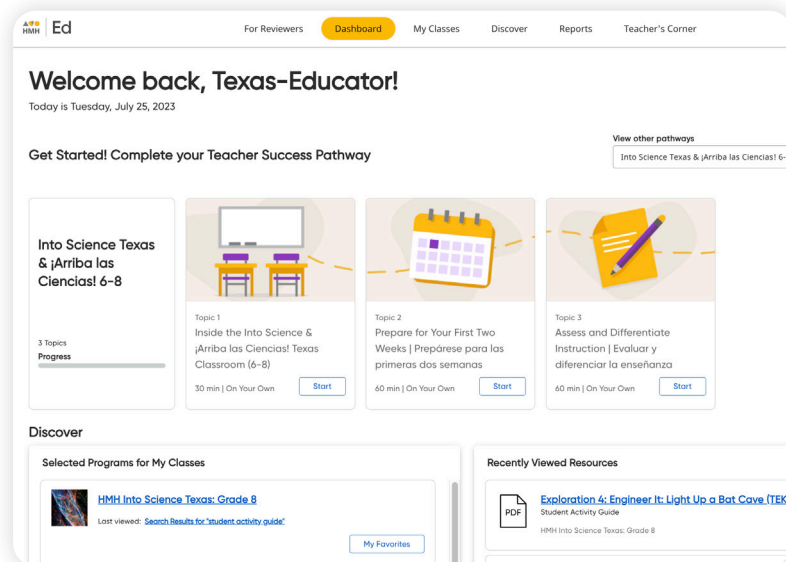 HMH Ed
For Reviewers Dashboard My Classes Discover Reports Teacher's Corner
Welcome back, Texas-Educator!
Today is Tuesday, July 25, 2023
View other pathways
Get Started! Complete your Teacher Success Pathway
Into Science Texas & ¡Arriba las Ciencias! 6-
Into Science Texas
& ¡Arriba las
Ciencias! 6-8
3 Topics
Progress
Topic 1
Inside the Into Science &
¡Arriba las Ciencias! Texas
Classroom (6-8)
30 min | On Your Own
Start
Topic 2
Prepare for Your First Two
Weeks | Prepárese para las
primeras dos semanas
60 min | On Your Own
Start
Topic 3
Assess and Differentiate
Instruction | Evaluar y
diferenciar la enseñanza
60 min | On Your Own
Start
Discover
Selected Programs for My Classes
HMH Into Science Texas: Grade 8
Last viewed: Search Results for "student activity guide"
My Favorites
Recently Viewed Resources
PDF
Exploration 4: Engineer It: Light Up a Bat Cave (TEK
Student Activity Guide
HMH Into Science Texas: Grade 8